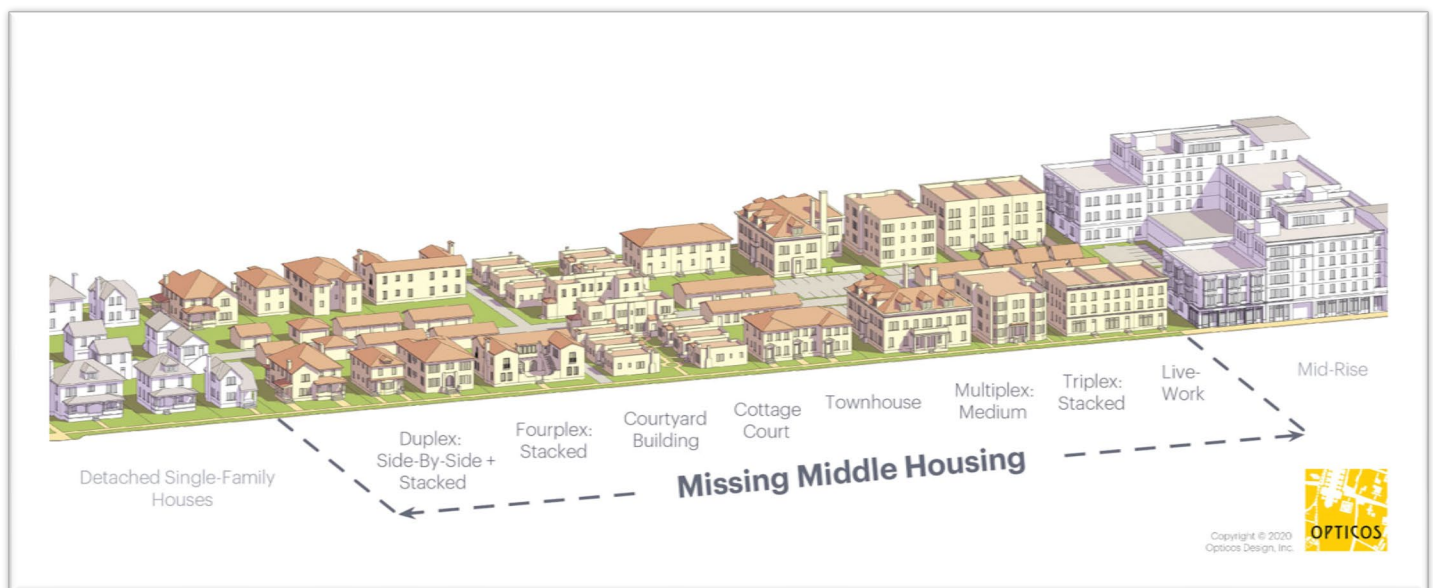 Detached Single-Family
Houses
Duplex:
Side-By-Side +
Stacked
Fourplex:
Stacked
Courtyard
Building
Cottage
Court
Townhouse
Multiplex:
Medium
Triplex:
Stacked
Live-
Work
Mid-Rise
Missing Middle Housing
Copyright © 2020
Opticos Design, Inc.
OPTICOS